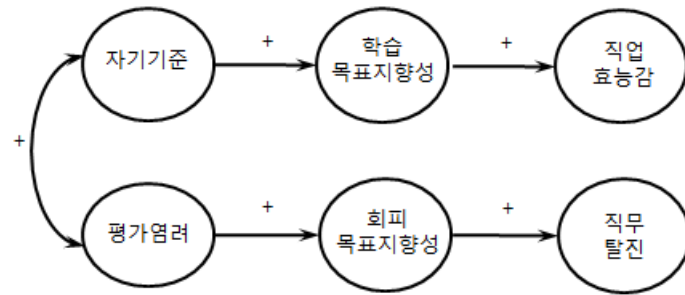 +
+
자기기준
학습
목표지향성
직업
효능감
+
+
+
평가염려
회피
목표지향성
직무
탈진